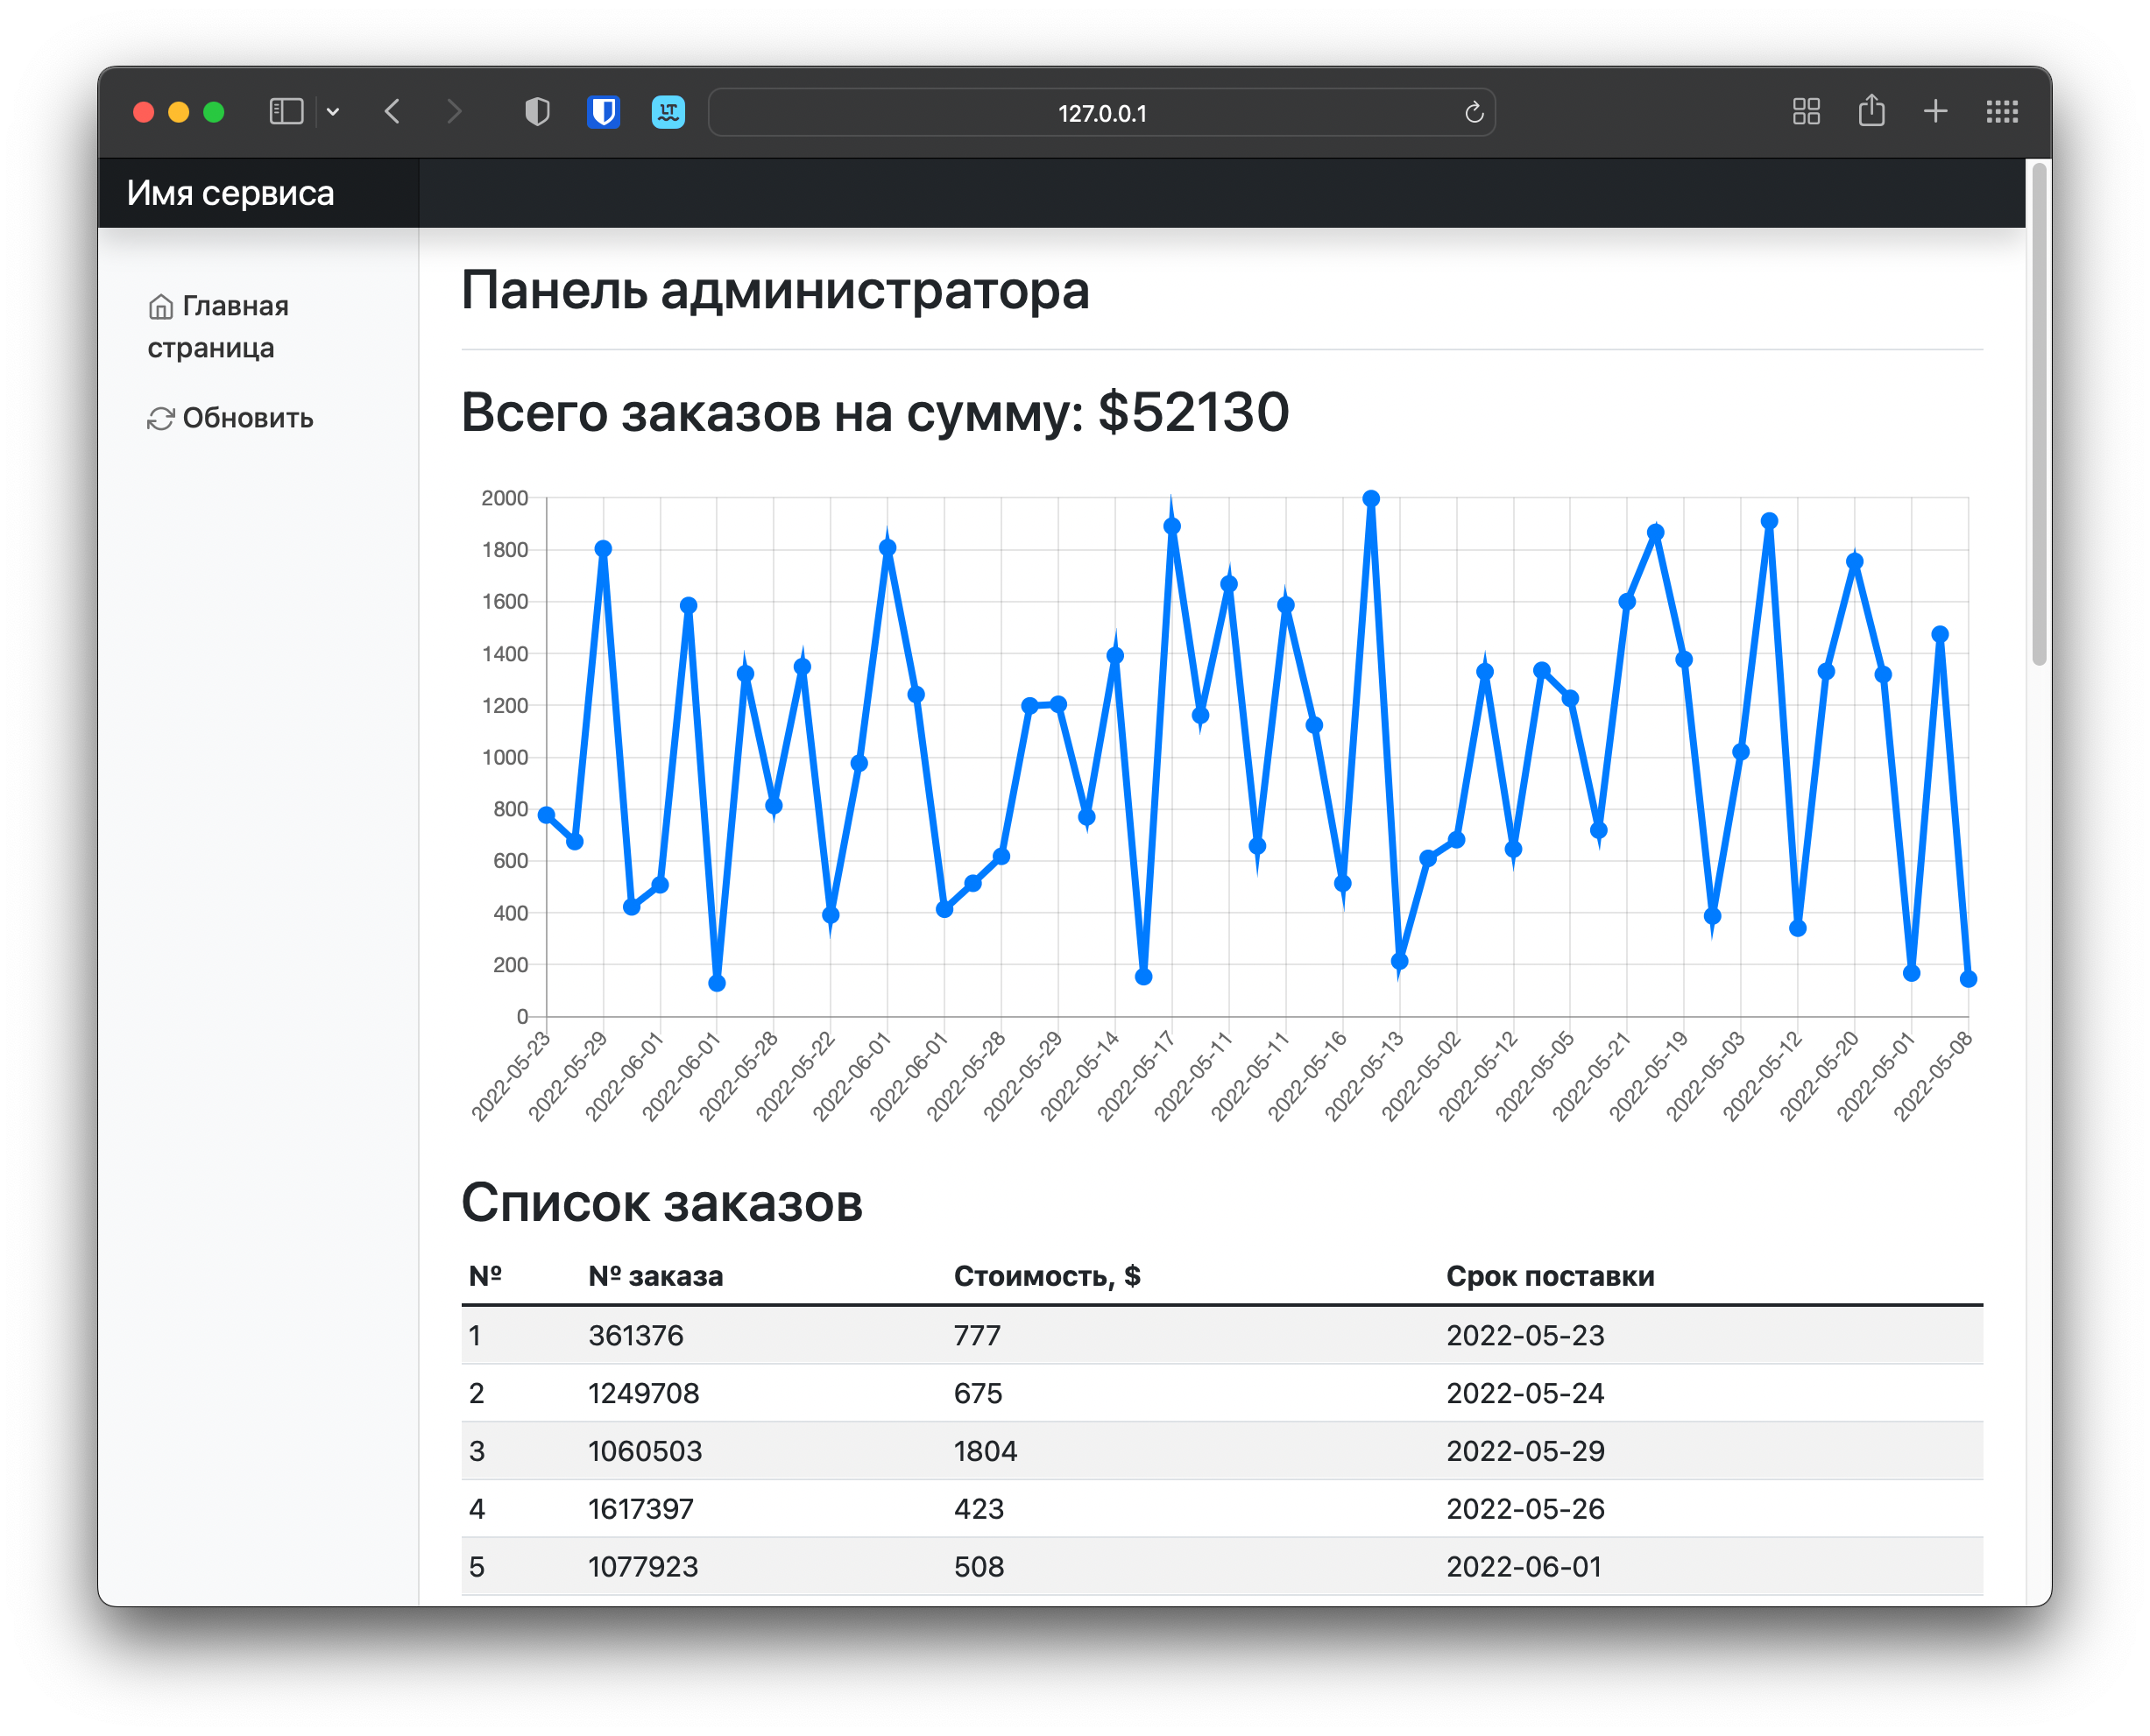 127.0.0.1
Имя сервиса
Главная
страница
Обновить
Панель администратора
Всего заказов на сумму: $52130
2000
1800
1600
1400
1200
1000
800
600
400
200
0
2022-05-23
2022-05-29
2022-06-01
2022-06-01
2022-05-28
2022-05-22
2022-06-01
2022-06-01
2022-05-28
2022-05-29
2022-05-14
2022-05-17
2022-05-11
2022-05-11
2022-05-16
2022-05-13
2022-05-02
2022-05-12
2022-05-05
2022-05-21
2022-05-19
2022-05-03
2022-05-12
2022-05-20
2022-05-01
2022-05-08
Список заказов
№ № заказа Стоимость, $ Срок поставки
1 361376 777 2022-05-23
2 1249708 675 2022-05-24
3 1060503 1804 2022-05-29
4 1617397 423 2022-05-26
5 1077923 508 2022-06-01